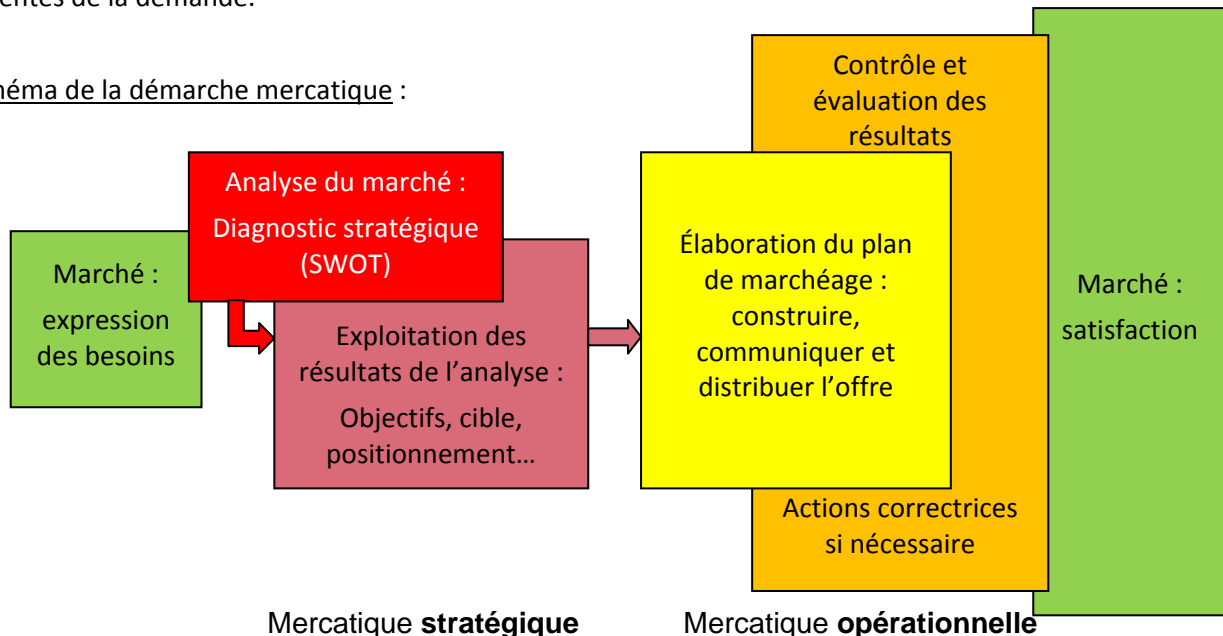 de la demande.
de la démarche mercatique :
Marché :
expression
des besoins
Analyse du marché :
Diagnostic stratégique
(SWOT)
Exploitation des
résultats de l’analyse :
Objectifs, cible,
positionnement…
Élaboration du plan
de marchéage :
construire,
communiquer et
distribuer l’offre
Contrôle et
évaluation des
résultats
Actions correctrices
si nécessaire
Marché :
satisfaction
Mercatique stratégique
Mercatique opérationnelle